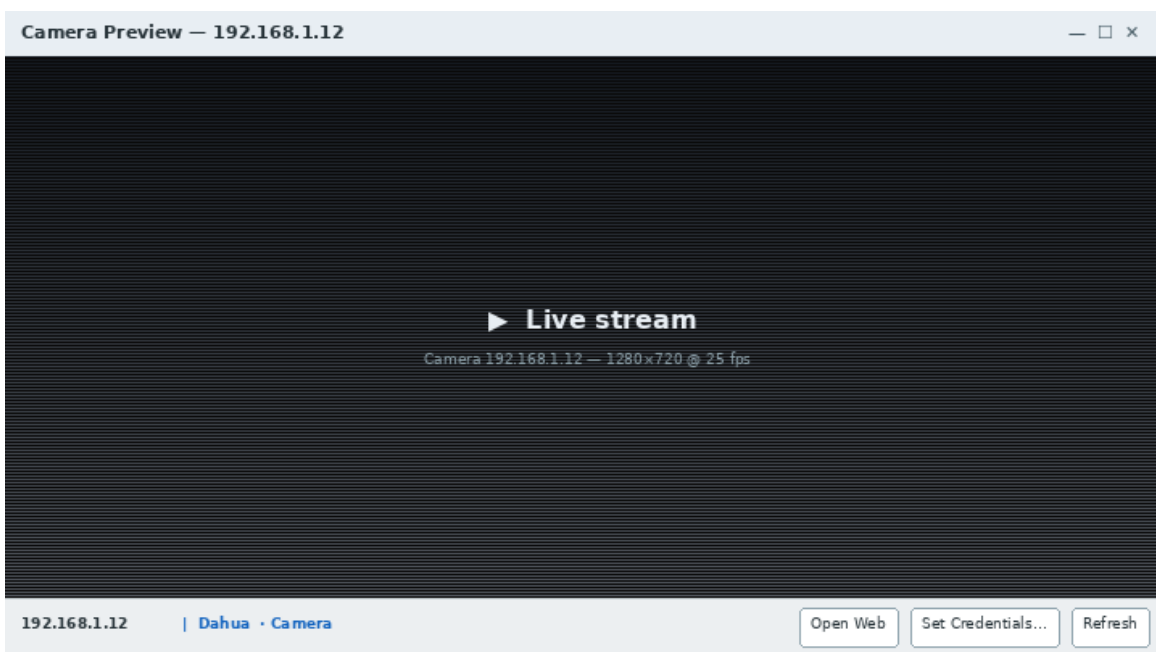 Camera Preview — 192.168.1.12
▶ Live stream
Camera 192.168.1.12 — 1280×720 @ 25 fps
192.168.1.12 | Dahua · Camera Open Web Set Credentials... Refresh